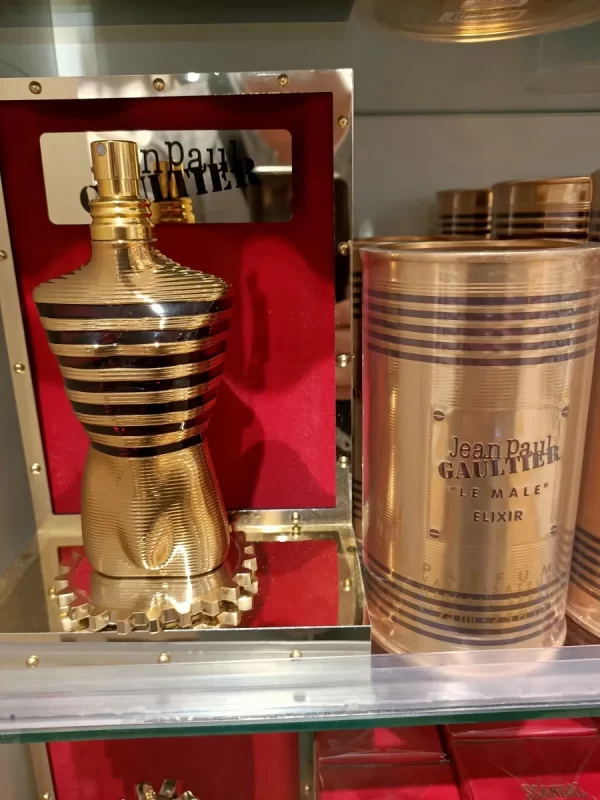 Jean Paul
GAULTIER
Jean Paul
GAULTIER
"LE MALE"
ELIXIR
PARFUM